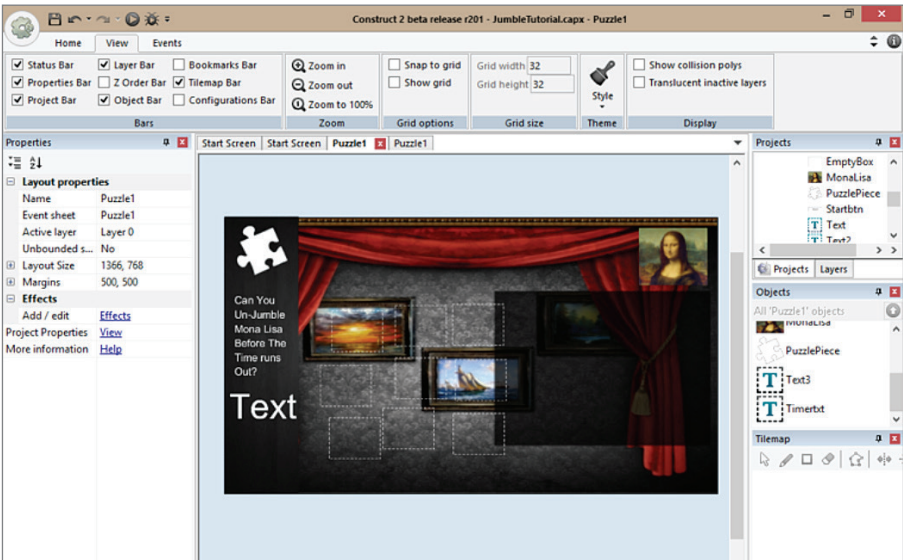 Construct 2 beta release r201 - JumbleTutorial.capx - Puzzle1
Home View Events
Status Bar Layer Bar Bookmarks Bar Zoom in Snap to grid Grid width 32 Show collision polys
Properties Bar Z Order Bar Tilemap Bar Zoom out Show grid Grid height 32 Translucent inactive layers
Project Bar Object Bar Configurations Bar Zoom to 100% Style
Bars Zoom Grid options Grid size Theme Display
Properties
Layout properties
Name Puzzle1
Event sheet Puzzle1
Active layer Layer 0
Unbounded s... No
Layout Size 1366, 768
Margins 500, 500
Effects
Add / edit Effects
Project Properties View
More information Help
Start Screen Start Screen Puzzle1 Puzzle1
Can You
Un-Jumble
Mona Lisa
Before The
Time runs
Out?
Text
Projects
EmptyBox
MonaLisa
PuzzlePiece
Startbtn
Text
Text2
Projects Layers
Objects
All 'Puzzle1' objects
MonaLisa
PuzzlePiece
Text3
Timertxt
Tilemap